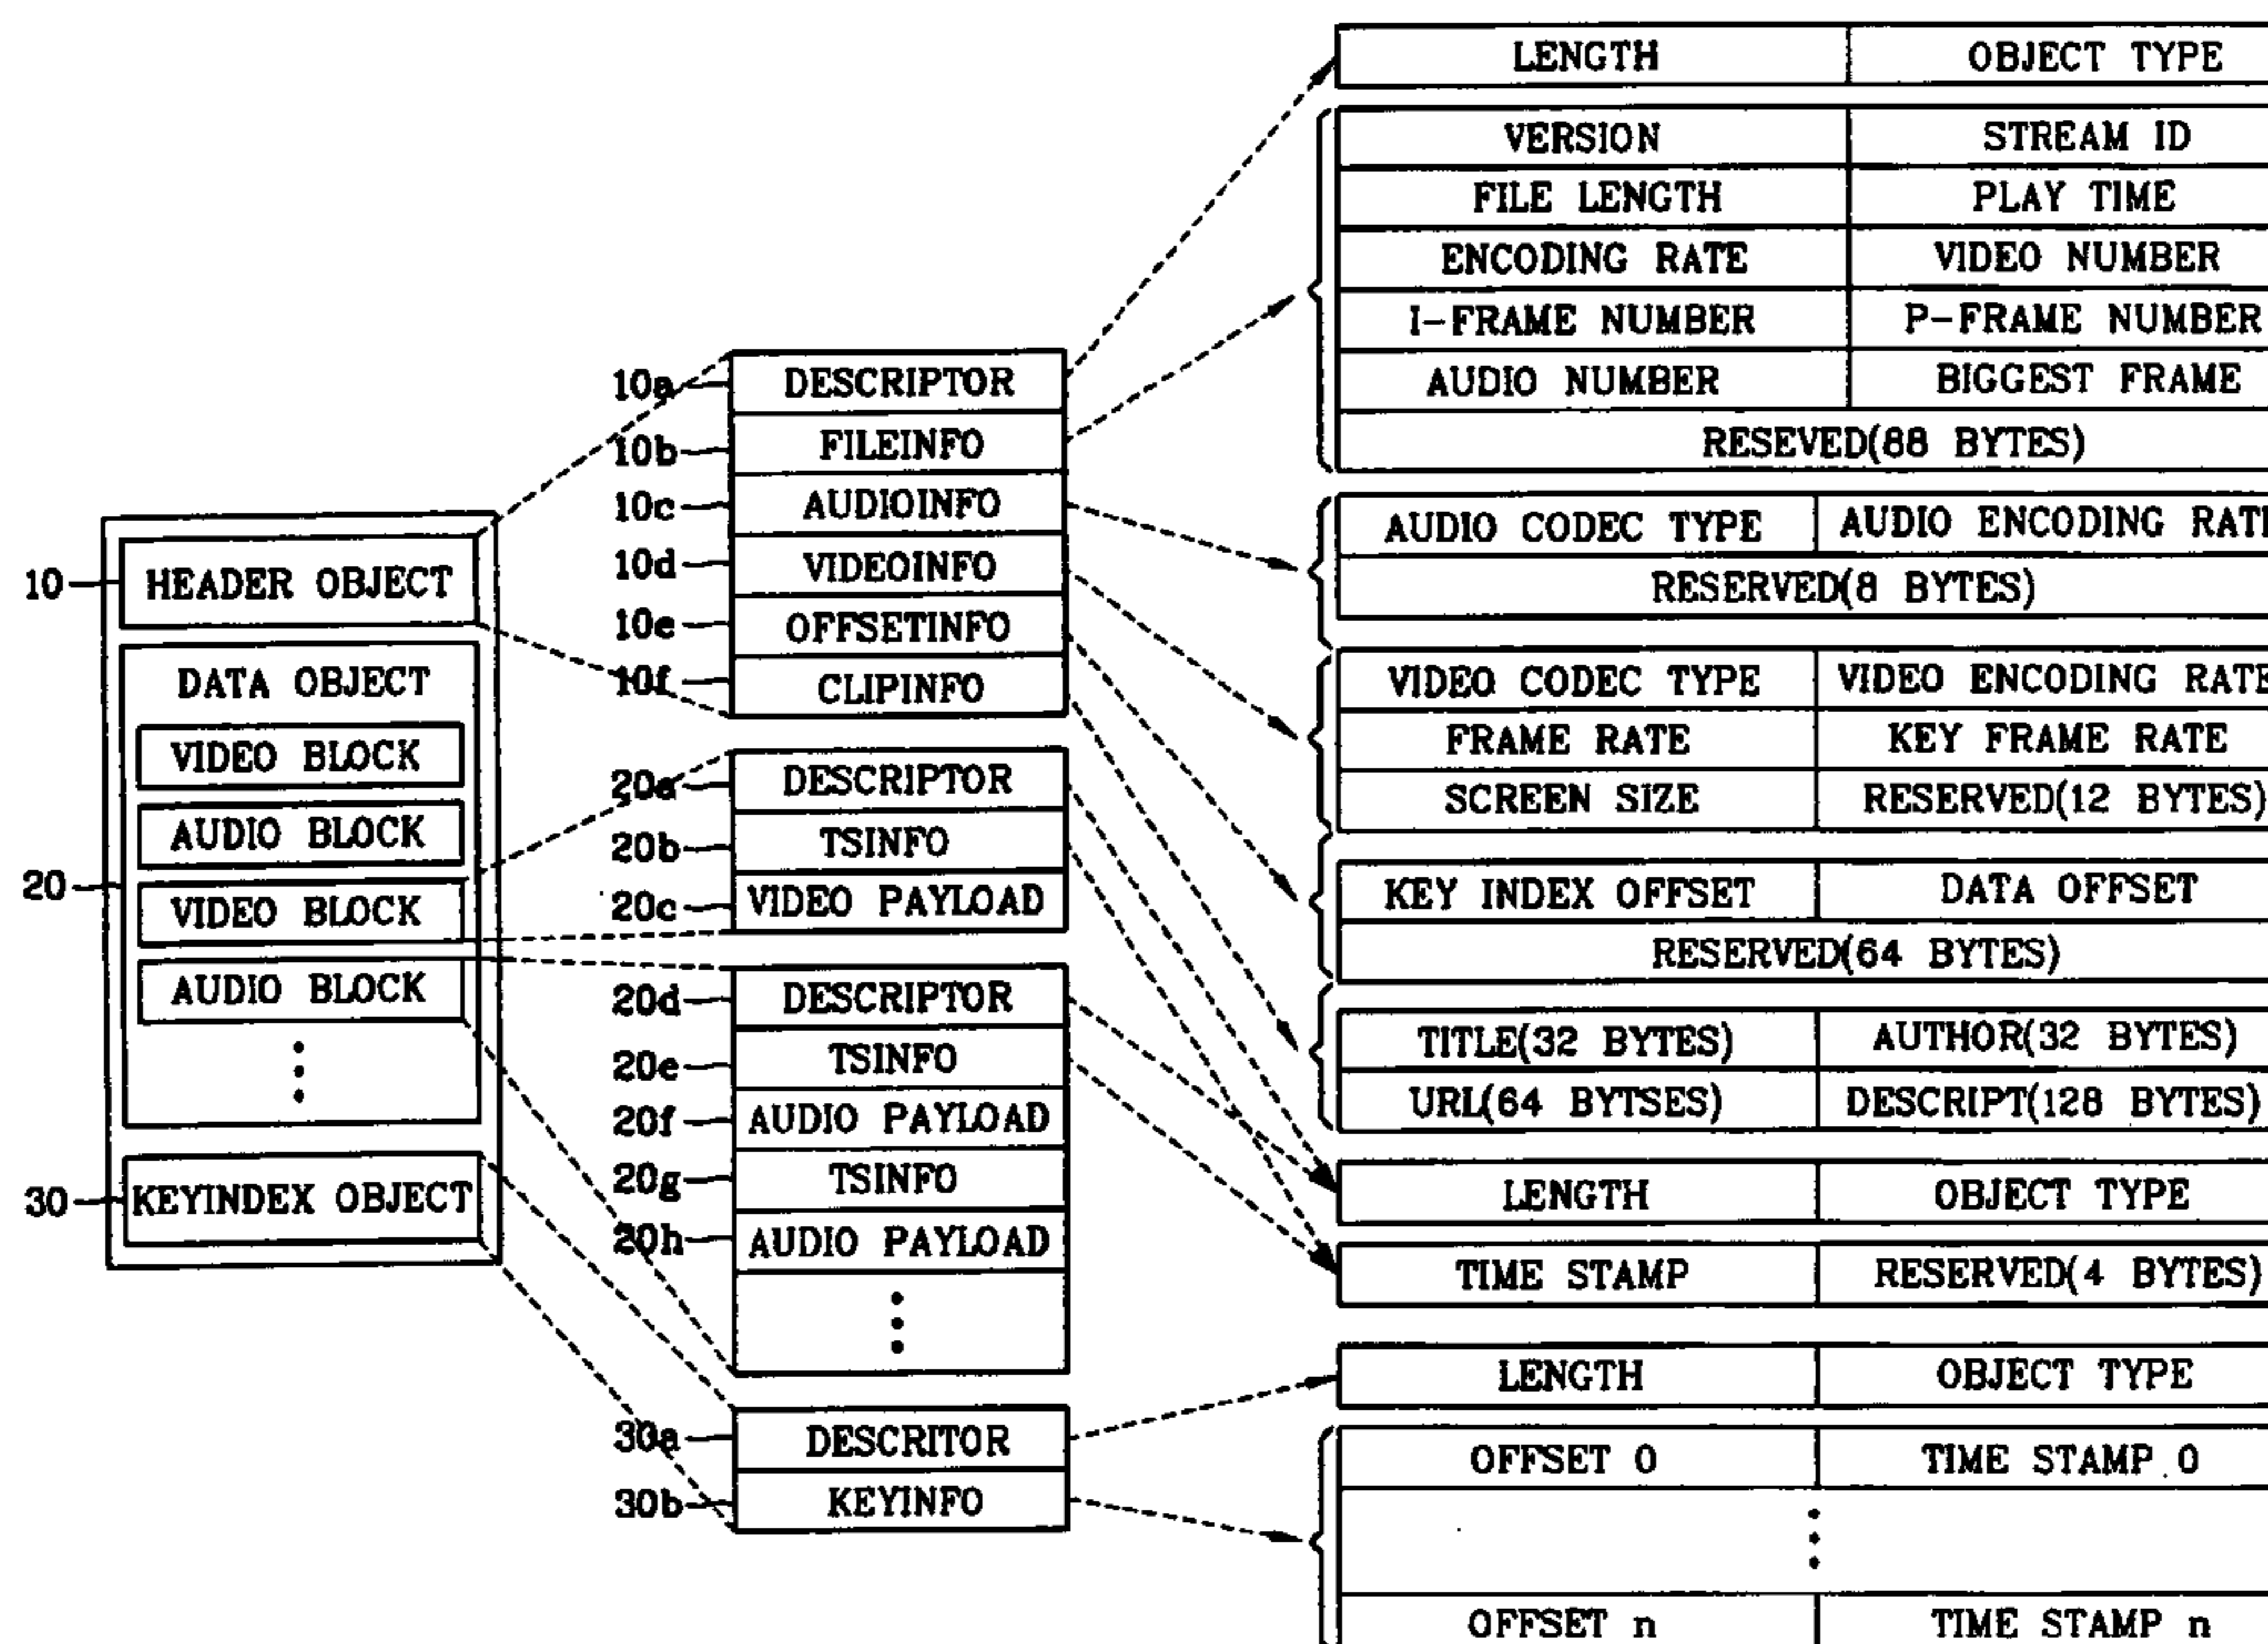 10
HEADER OBJECT
20
DATA OBJECT
VIDEO BLOCK
AUDIO BLOCK
VIDEO BLOCK
AUDIO BLOCK
30
KEYINDEX OBJECT
10a DESCRIPTOR
10b FILEINFO
10c AUDIOINFO
10d VIDEOINFO
10e OFFSETINFO
10f CLIPINFO
20a DESCRIPTOR
20b TSINFO
20c VIDEO PAYLOAD
20d DESCRIPTOR
20e TSINFO
20f AUDIO PAYLOAD
20g TSINFO
20h AUDIO PAYLOAD
30a DESCRITOR
30b KEYINFO
LENGTH OBJECT TYPE
VERSION STREAM ID
FILE LENGTH PLAY TIME
ENCODING RATE VIDEO NUMBER
I-FRAME NUMBER P-FRAME NUMBER
AUDIO NUMBER BIGGEST FRAME
RESEVED(88 BYTES)
AUDIO CODEC TYPE AUDIO ENCODING RATE
RESERVED(8 BYTES)
VIDEO CODEC TYPE VIDEO ENCODING RATE
FRAME RATE KEY FRAME RATE
SCREEN SIZE RESERVED(12 BYTES)
KEY INDEX OFFSET DATA OFFSET
RESERVED(64 BYTES)
TITLE(32 BYTES) AUTHOR(32 BYTES)
URL(64 BYTSES) DESCRIPT(128 BYTES)
LENGTH OBJECT TYPE
TIME STAMP RESERVED(4 BYTES)
LENGTH OBJECT TYPE
OFFSET 0 TIME STAMP 0
OFFSET n TIME STAMP n